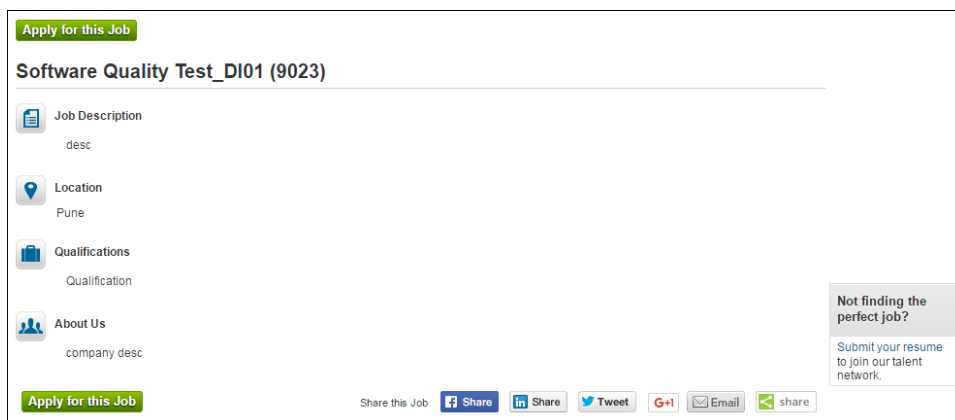 Apply for this Job
Software Quality Test_DI01 (9023)
Job Description
desc
Location
Pune
Qualifications
Qualification
About Us
company desc
Not finding the
perfect job?
Submit your resume
to join our talent
network.
Apply for this Job
Share this Job Share Share Tweet G+1 Email share